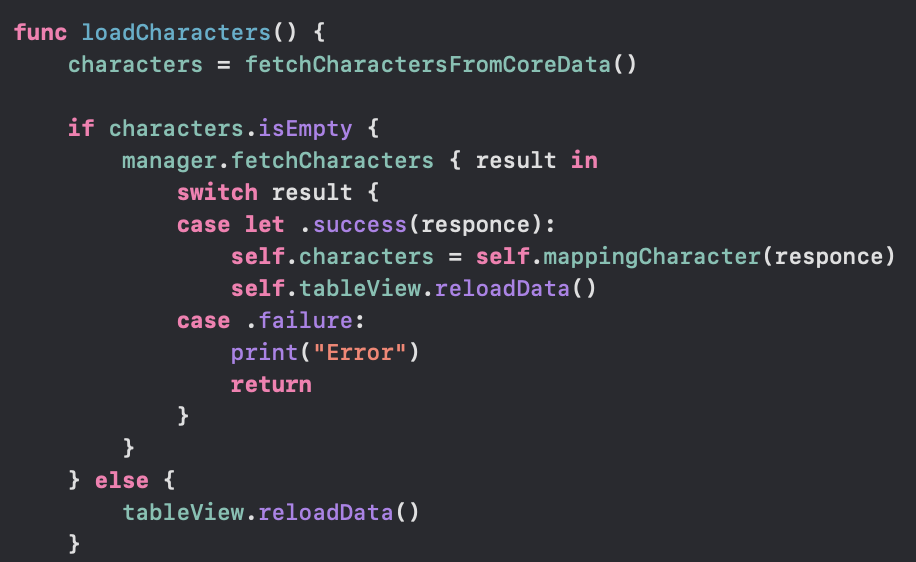 func loadCharacters() {
    characters = fetchCharactersFromCoreData()

    if characters.isEmpty {
        manager.fetchCharacters { result in
            switch result {
            case let .success(responce):
                self.characters = self.mappingCharacter(responce)
                self.tableView.reloadData()
            case .failure:
                print("Error")
                return
            }
        }
    } else {
        tableView.reloadData()
    }